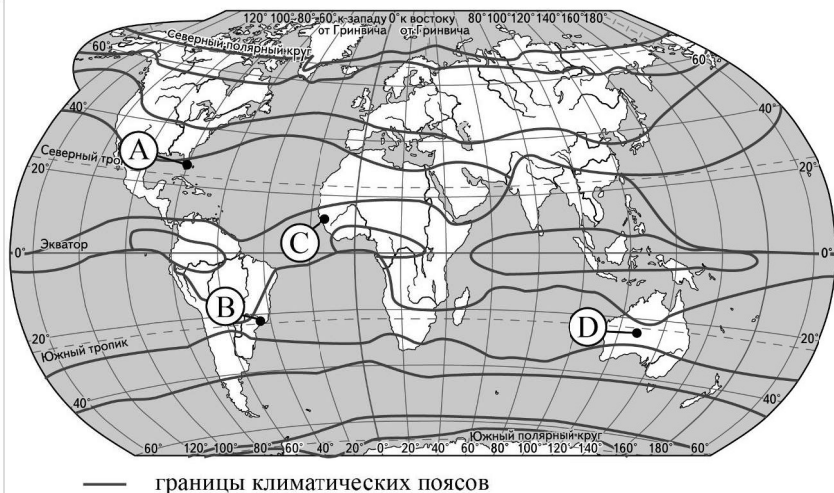 120° 100° 80° 60° к западу 0° к востоку 80° 100° 120° 140° 160° 180°
от Гринвича от Гринвича
Северный полярный круг
60° 60°
40° 40°
A
Северный троп
20° 20°
C
Экватор
0° 0°
B
D
20° 20°
Южный тропик
40° 40°
Южный полярный круг
60° 140° 120° 100° 80° 60° 40° 20° 0° 20° 40° 60° 80° 100° 120° 140° 160° 60°
границы климатических поясов